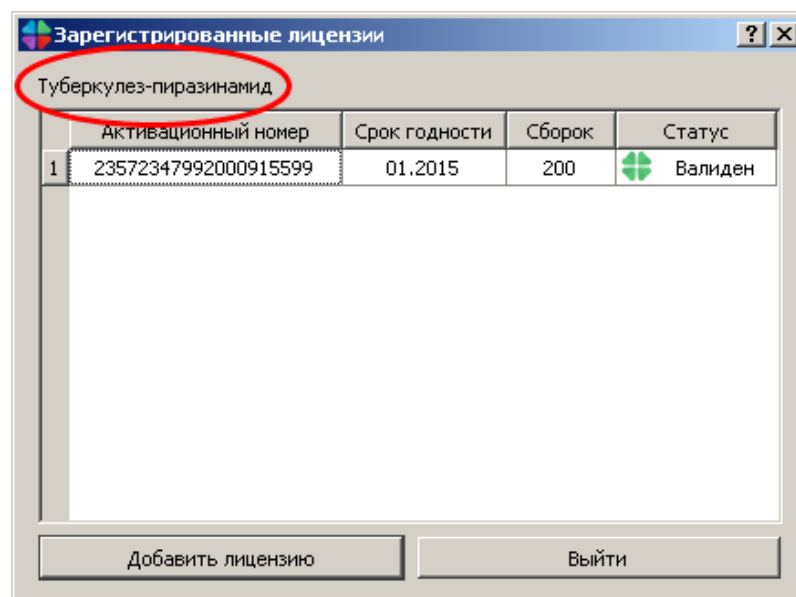 Зарегистрированные лицензии
Туберкулез-пиразинамид
Активационный номер Срок годности Сборок Статус
1 23572347992000915599 01.2015 200 Валиден
Добавить лицензию Выйти